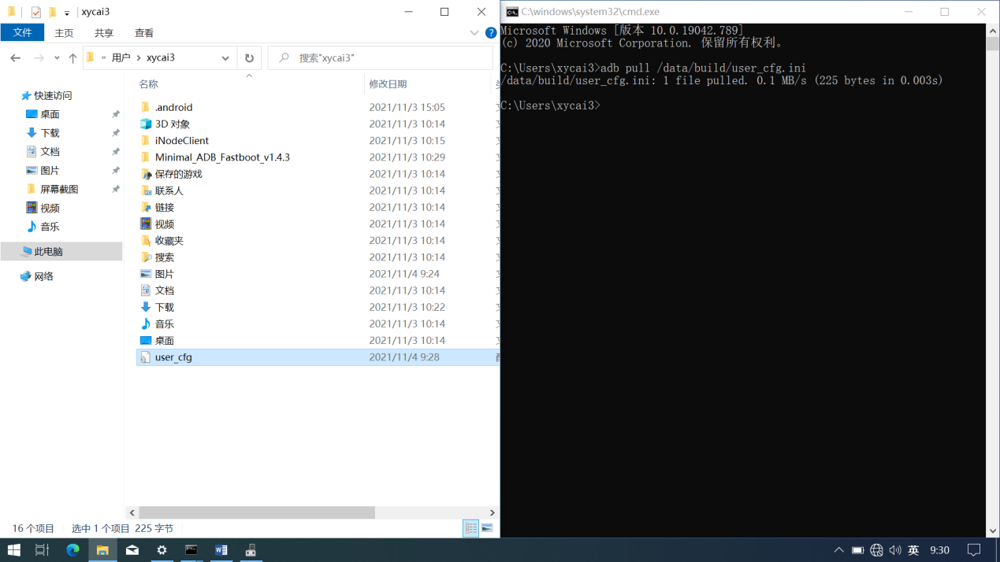 xycai3
文件 主页 共享 查看
« 用户 › xycai3
搜索"xycai3"
快速访问
桌面
下载
文档
图片
屏幕截图
视频
音乐
此电脑
网络
名称 修改日期
.android 2021/11/3 15:05
3D 对象 2021/11/3 10:14
iNodeClient 2021/11/3 10:15
Minimal_ADB_Fastboot_v1.4.3 2021/11/3 10:29
保存的游戏 2021/11/3 10:14
联系人 2021/11/3 10:14
链接 2021/11/3 10:14
视频 2021/11/3 10:14
收藏夹 2021/11/3 10:14
搜索 2021/11/3 10:14
图片 2021/11/4 9:24
文档 2021/11/3 10:14
下载 2021/11/3 10:22
音乐 2021/11/3 10:14
桌面 2021/11/3 10:14
user_cfg 2021/11/4 9:28
16 个项目 选中 1 个项目 225 字节
C:\windows\system32\cmd.exe
Microsoft Windows [版本 10.0.19042.789]
(c) 2020 Microsoft Corporation. 保留所有权利。
C:\Users\xycai3>adb pull /data/build/user_cfg.ini
/data/build/user_cfg.ini: 1 file pulled. 0.1 MB/s (225 bytes in 0.003s)
C:\Users\xycai3>
英 9:30